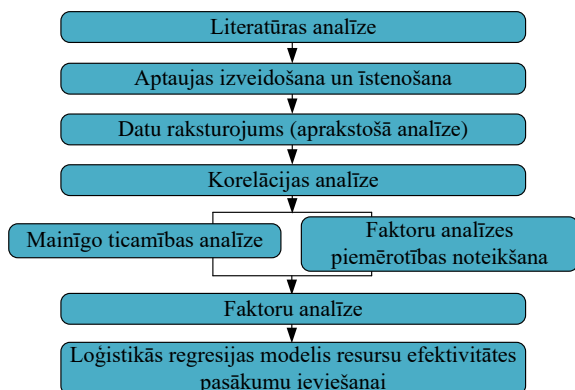 Literatūras analīze
Aptaujas izveidošana un īstenošana
Datu raksturojums (aprakstošā analīze)
Korelācijas analīze
Mainīgo ticamības analīze
Faktoru analīzes
piemērotības noteikšana
Faktoru analīze
Loģistikās regresijas modelis resursu efektivitātes
pasākumu ieviešanai